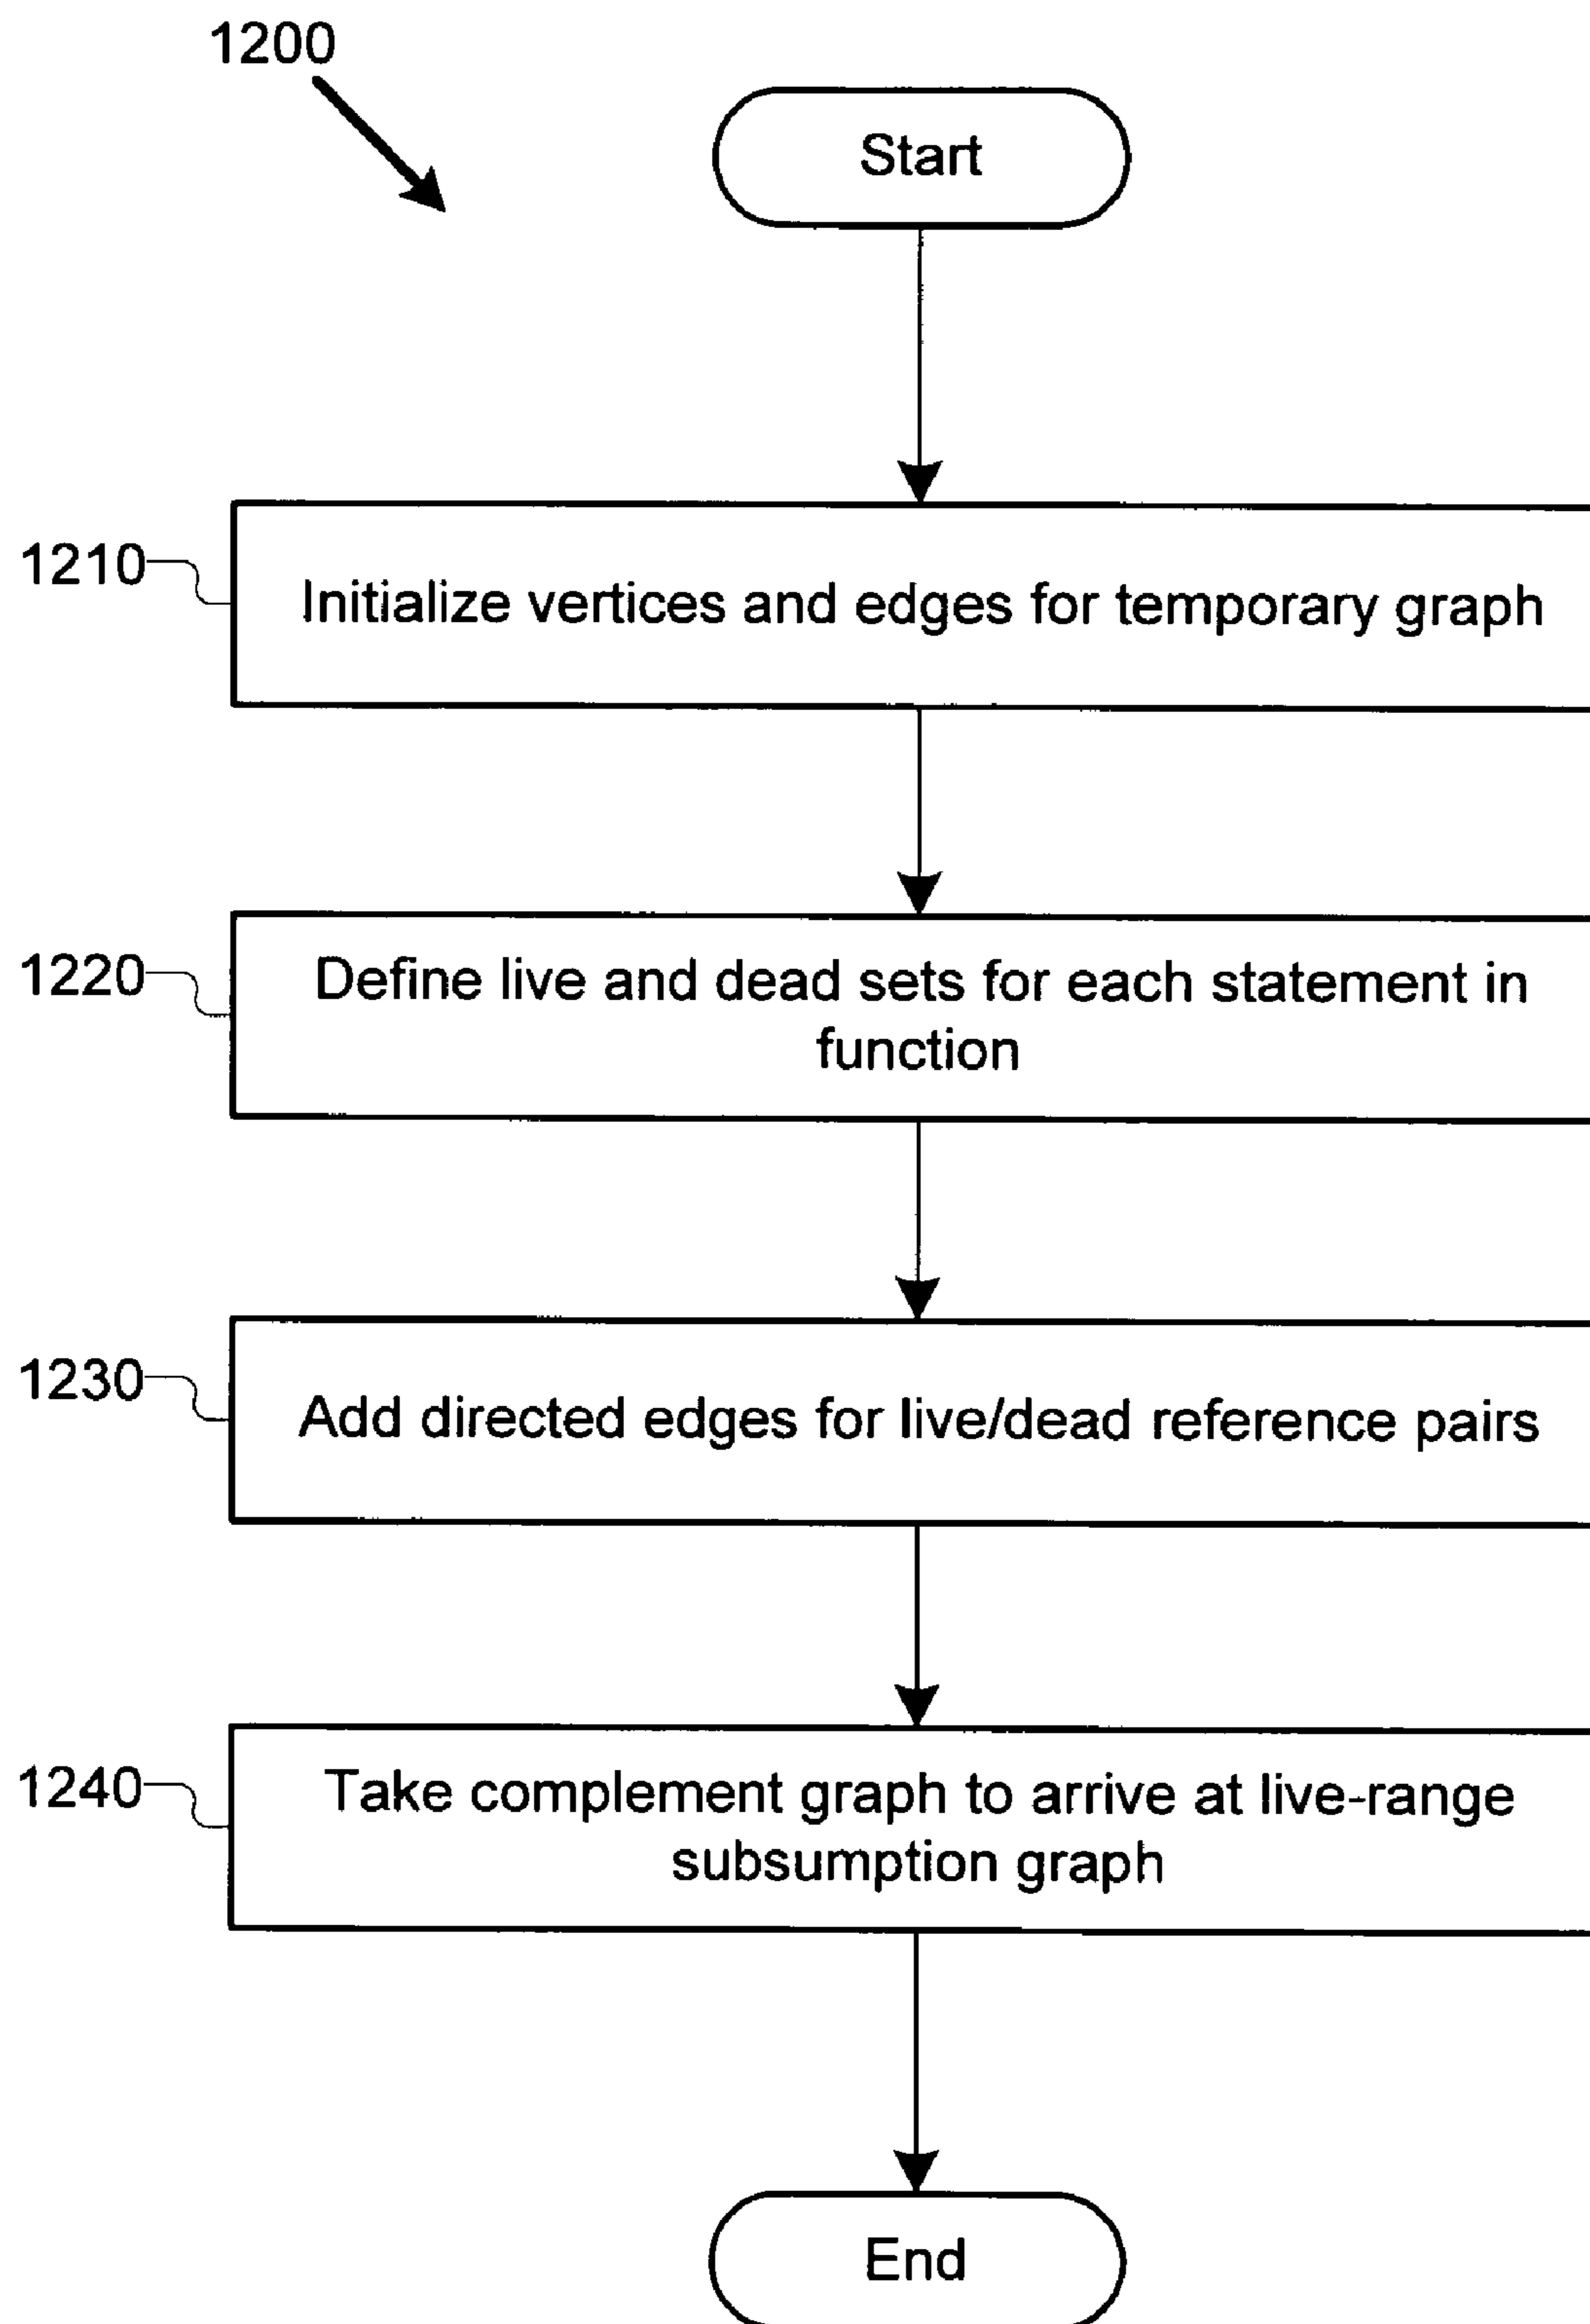 1200
Start
1210
Initialize vertices and edges for temporary graph
1220
Define live and dead sets for each statement in
function
1230
Add directed edges for live/dead reference pairs
1240
Take complement graph to arrive at live-range
subsumption graph
End